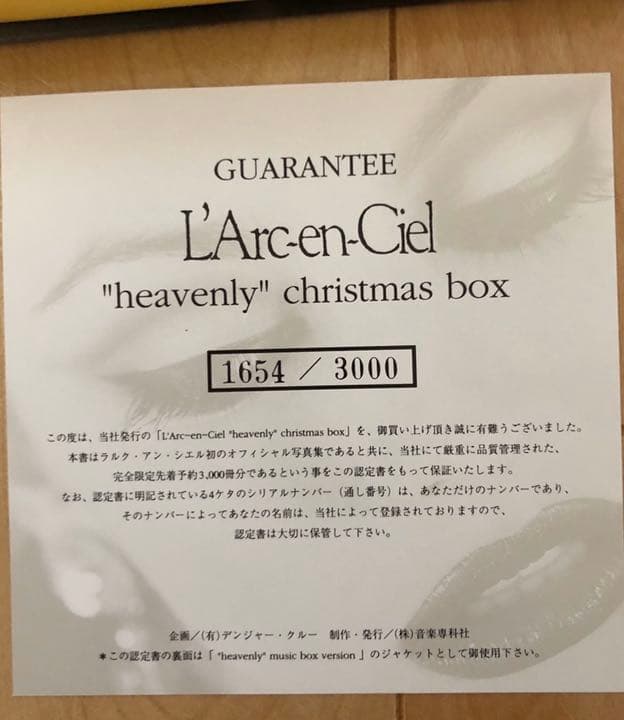 GUARANTEE
L'Arc-en-Ciel
"heavenly" christmas box
1654 / 3000
この度は、当社発行の「L'Arc-en-Ciel "heavenly" christmas box」を、御買い上げ頂き誠に有難うございました。
本書はラルク・アン・シエル初のオフィシャル写真集であると共に、当社にて厳重に品質管理された、
完全限定先着予約3,000冊分であるという事をこの認定書をもって保証いたします。
なお、認定書に明記されている4ケタのシリアルナンバー（通し番号）は、あなただけのナンバーであり、
そのナンバーによってあなたの名前は、当社によって登録されておりますので、
認定書は大切に保管して下さい。
企画／(有)デンジャー・クルー　制作・発行／(株)音楽専科社
＊この認定書の裏面は「 "heavenly" music box version 」のジャケットとして御使用下さい。